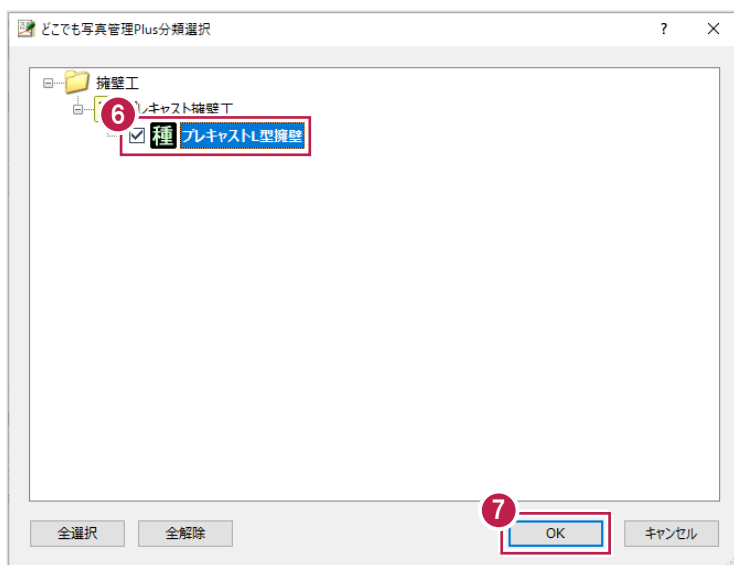 どこでも写真管理Plus分類選択 ? ×
擁壁工
レキャスト擁壁工
6
種 プレキャストL型擁壁
7
全選択 全解除 OK キャンセル